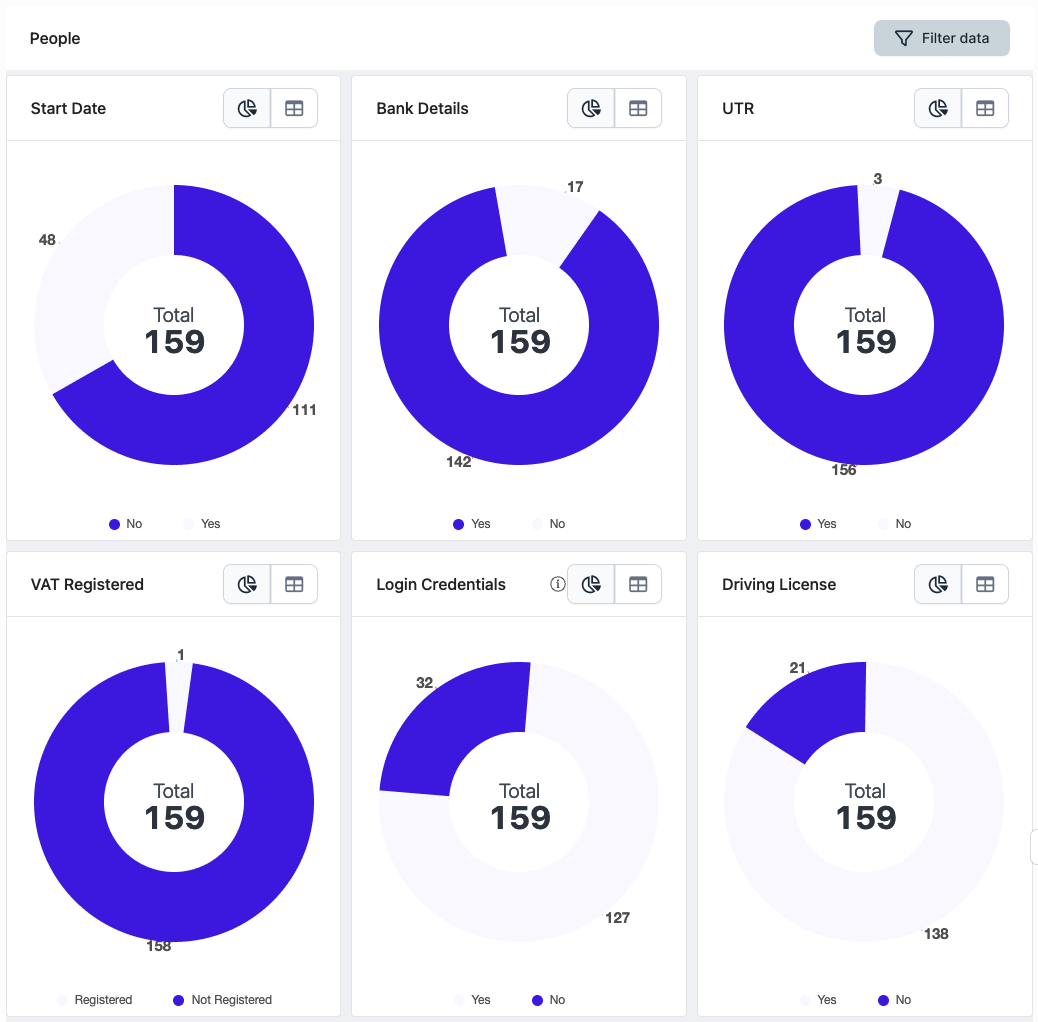 People
Filter data
Start Date
48
Total
159
111
No Yes
Bank Details
17
Total
159
142
Yes No
UTR
3
Total
159
156
Yes No
VAT Registered
1
Total
159
158
Registered Not Registered
Login Credentials
32
Total
159
127
Yes No
Driving License
21
Total
159
138
Yes No